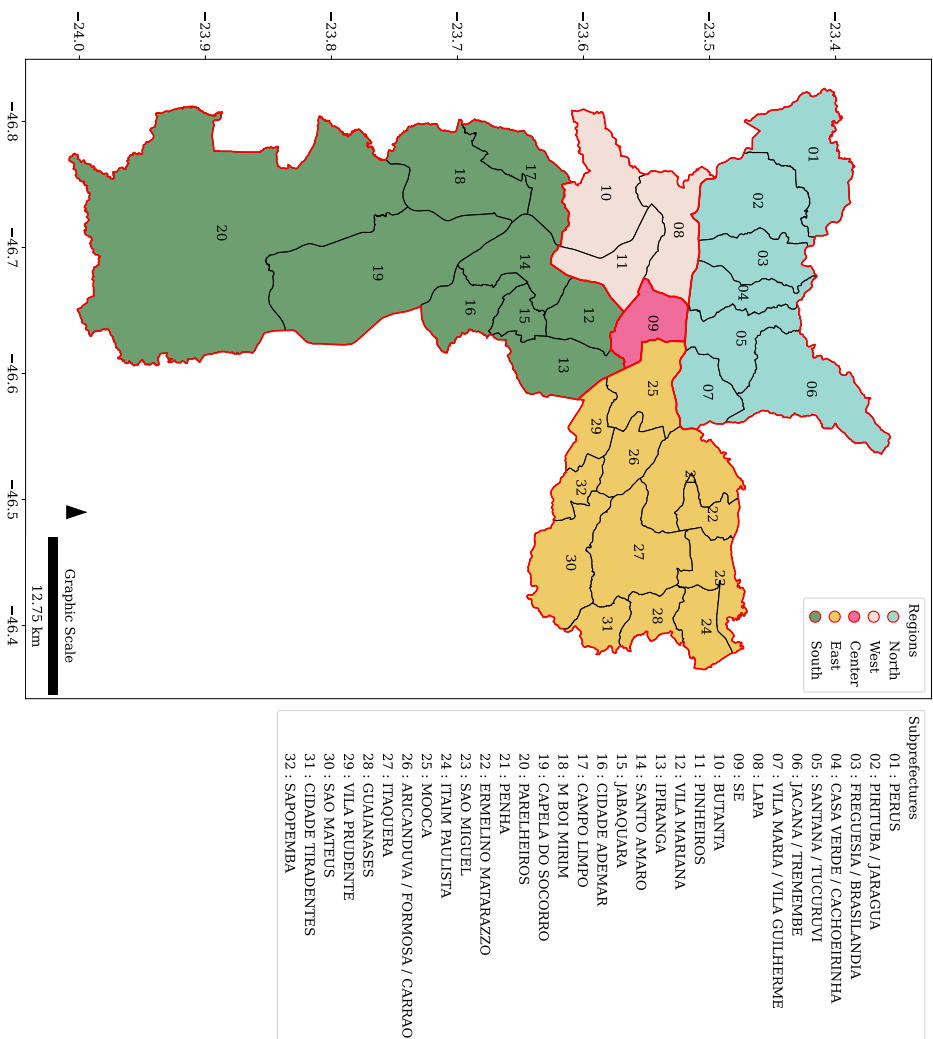 −23.4
−23.5
−23.6
−23.7
−23.8
−23.9
−24.0
01
06
03
02
04
05
23
22
07
24
21
08
28
09
25
27
26
11
31
10
29
12
32
30
13
17
14
15
16
18
19
20
Regions
North
West
Center
East
South
Graphic Scale
12.75 km
−46.8
−46.7
−46.6
−46.5
−46.4
Subprefectures
01 : PERUS
02 : PIRITUBA / JARAGUA
03 : FREGUESIA / BRASILANDIA
04 : CASA VERDE / CACHOEIRINHA
05 : SANTANA / TUCURUVI
06 : JACANA / TREMEMBE
07 : VILA MARIA / VILA GUILHERME
08 : LAPA
09 : SE
10 : BUTANTA
11 : PINHEIROS
12 : VILA MARIANA
13 : IPIRANGA
14 : SANTO AMARO
15 : JABAQUARA
16 : CIDADE ADEMAR
17 : CAMPO LIMPO
18 : M BOI MIRIM
19 : CAPELA DO SOCORRO
20 : PARELHEIROS
21 : PENHA
22 : ERMELINO MATARAZZO
23 : SAO MIGUEL
24 : ITAIM PAULISTA
25 : MOOCA
26 : ARICANDUVA / FORMOSA / CARRAO
27 : ITAQUERA
28 : GUAIANASES
29 : VILA PRUDENTE
30 : SAO MATEUS
31 : CIDADE TIRADENTES
32 : SAPOPEMBA